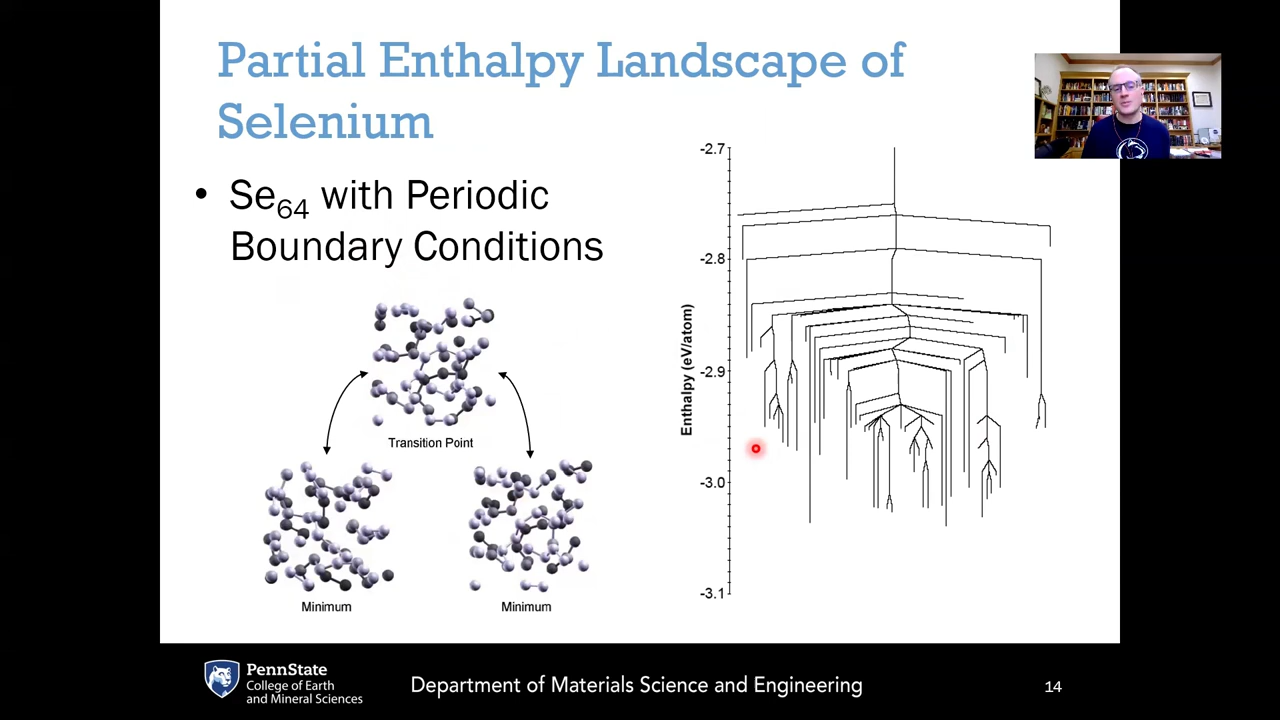 Partial Enthalpy Landscape of
Selenium
• Se₆₄ with Periodic
Boundary Conditions
Transition Point
Minimum
Minimum
Enthalpy (eV/atom)
-2.7
-2.8
-2.9
-3.0
-3.1
PennState
College of Earth
and Mineral Sciences
Department of Materials Science and Engineering
14